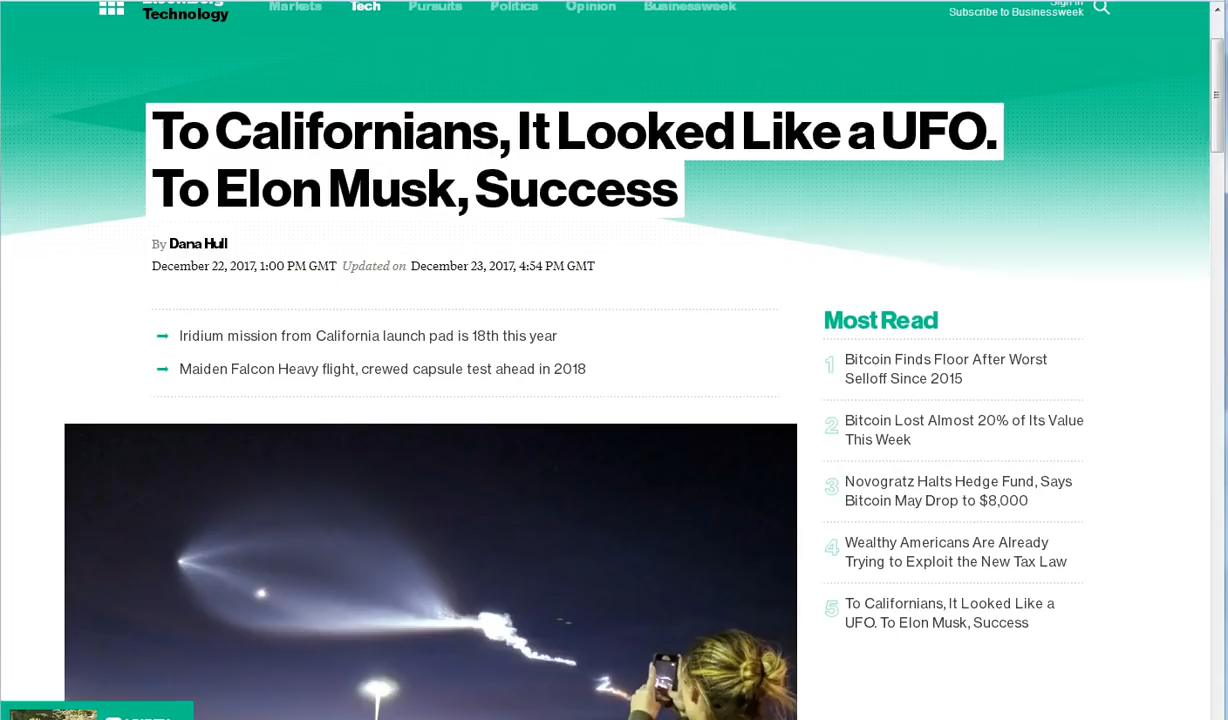 Technology
Markets Tech Pursuits Politics Opinion Businessweek
Sign In
Subscribe to Businessweek
To Californians, It Looked Like a UFO.
To Elon Musk, Success
By Dana Hull
December 22, 2017, 1:00 PM GMT Updated on December 23, 2017, 4:54 PM GMT
Iridium mission from California launch pad is 18th this year
Maiden Falcon Heavy flight, crewed capsule test ahead in 2018
Most Read
1 Bitcoin Finds Floor After Worst
Selloff Since 2015
2 Bitcoin Lost Almost 20% of Its Value
This Week
3 Novogratz Halts Hedge Fund, Says
Bitcoin May Drop to $8,000
4 Wealthy Americans Are Already
Trying to Exploit the New Tax Law
5 To Californians, It Looked Like a
UFO. To Elon Musk, Success